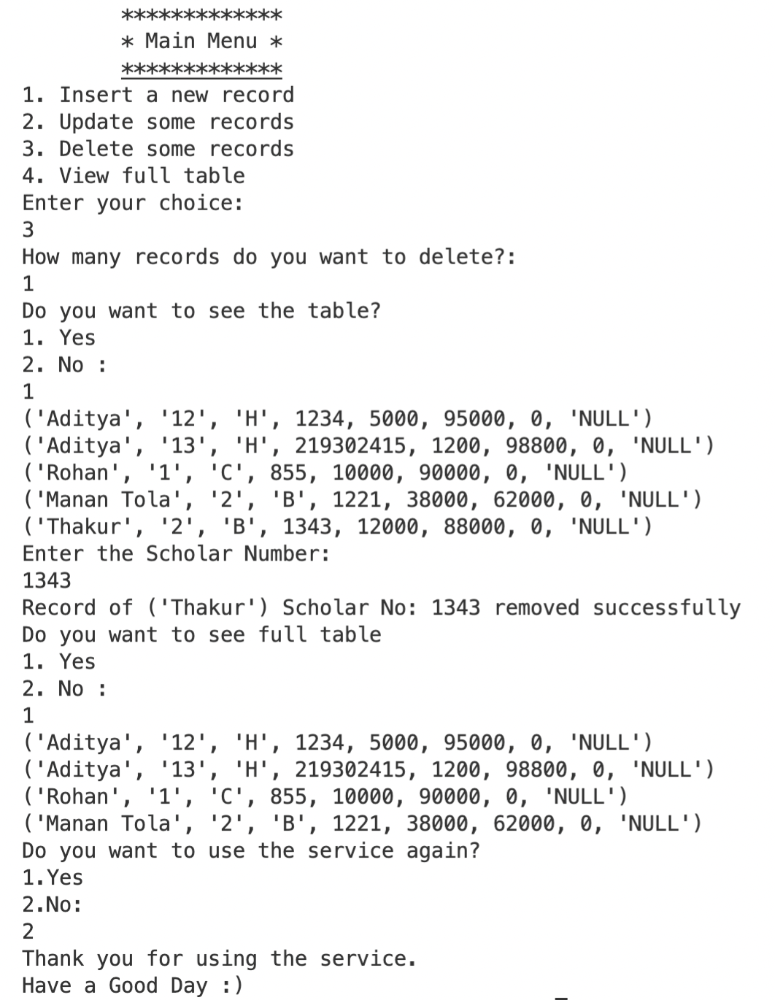 *************
* Main Menu *
*************
1. Insert a new record
2. Update some records
3. Delete some records
4. View full table
Enter your choice:
3
How many records do you want to delete?:
1
Do you want to see the table?
1. Yes
2. No :
1
('Aditya', '12', 'H', 1234, 5000, 95000, 0, 'NULL')
('Aditya', '13', 'H', 219302415, 1200, 98800, 0, 'NULL')
('Rohan', '1', 'C', 855, 10000, 90000, 0, 'NULL')
('Manan Tola', '2', 'B', 1221, 38000, 62000, 0, 'NULL')
('Thakur', '2', 'B', 1343, 12000, 88000, 0, 'NULL')
Enter the Scholar Number:
1343
Record of ('Thakur') Scholar No: 1343 removed successfully
Do you want to see full table
1. Yes
2. No :
1
('Aditya', '12', 'H', 1234, 5000, 95000, 0, 'NULL')
('Aditya', '13', 'H', 219302415, 1200, 98800, 0, 'NULL')
('Rohan', '1', 'C', 855, 10000, 90000, 0, 'NULL')
('Manan Tola', '2', 'B', 1221, 38000, 62000, 0, 'NULL')
Do you want to use the service again?
1.Yes
2.No:
2
Thank you for using the service.
Have a Good Day :)